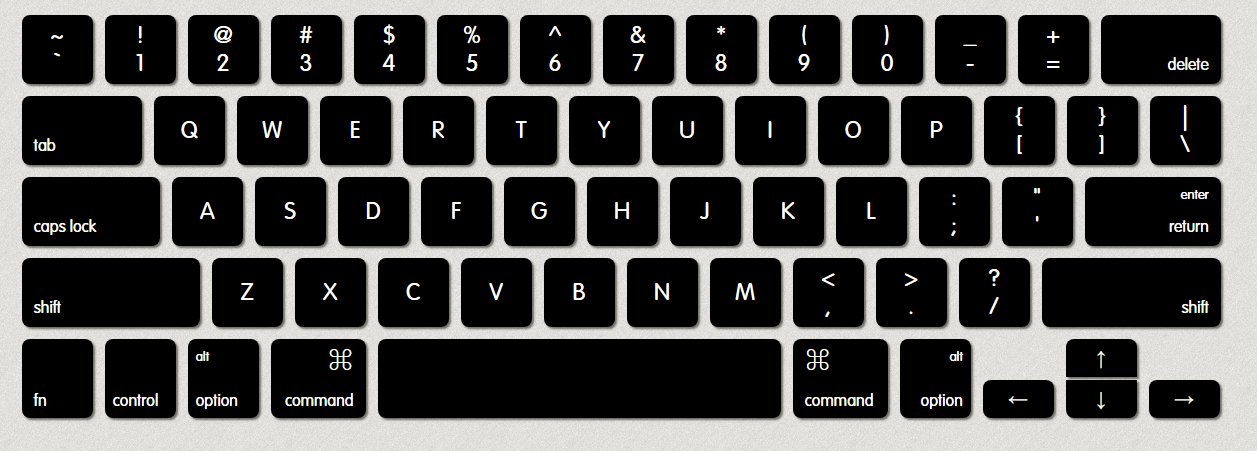 ~ ! @ # $ % ^ & * ( ) _ +
` 1 2 3 4 5 6 7 8 9 0 - = delete
tab Q W E R T Y U I O P { [ } ] | \
caps lock A S D F G H J K L : ; " ' enter return
shift Z X C V B N M < , > . ? / shift
fn control alt option ⌘ command ⌘ command alt option ← ↑ ↓ →